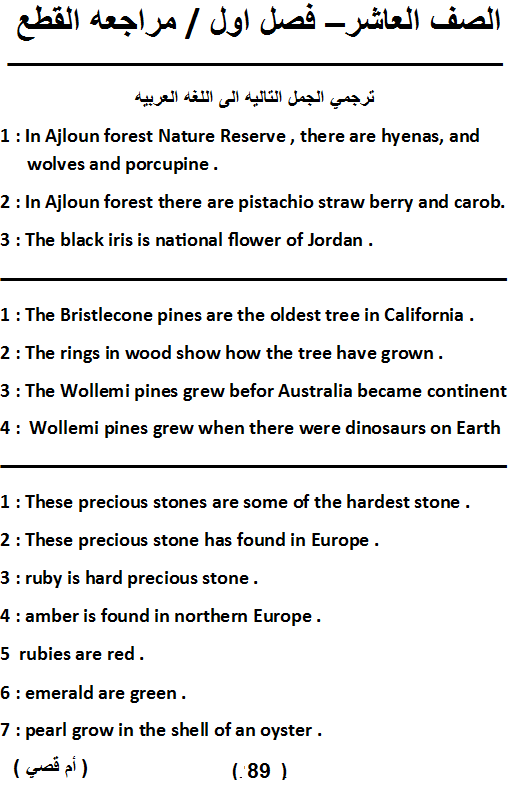 الصف العاشر– فصل اول / مراجعه القطع
ترجمي الجمل التاليه الى اللغه العربيه
1 : In Ajloun forest Nature Reserve , there are hyenas, and
wolves and porcupine .
2 : In Ajloun forest there are pistachio straw berry and carob.
3 : The black iris is national flower of Jordan .
1 : The Bristlecone pines are the oldest tree in California .
2 : The rings in wood show how the tree have grown .
3 : The Wollemi pines grew befor Australia became continent
4 : Wollemi pines grew when there were dinosaurs on Earth
1 : These precious stones are some of the hardest stone .
2 : These precious stone has found in Europe .
3 : ruby is hard precious stone .
4 : amber is found in northern Europe .
5 rubies are red .
6 : emerald are green .
7 : pearl grow in the shell of an oyster .
( أم قصي ) ( 89 )